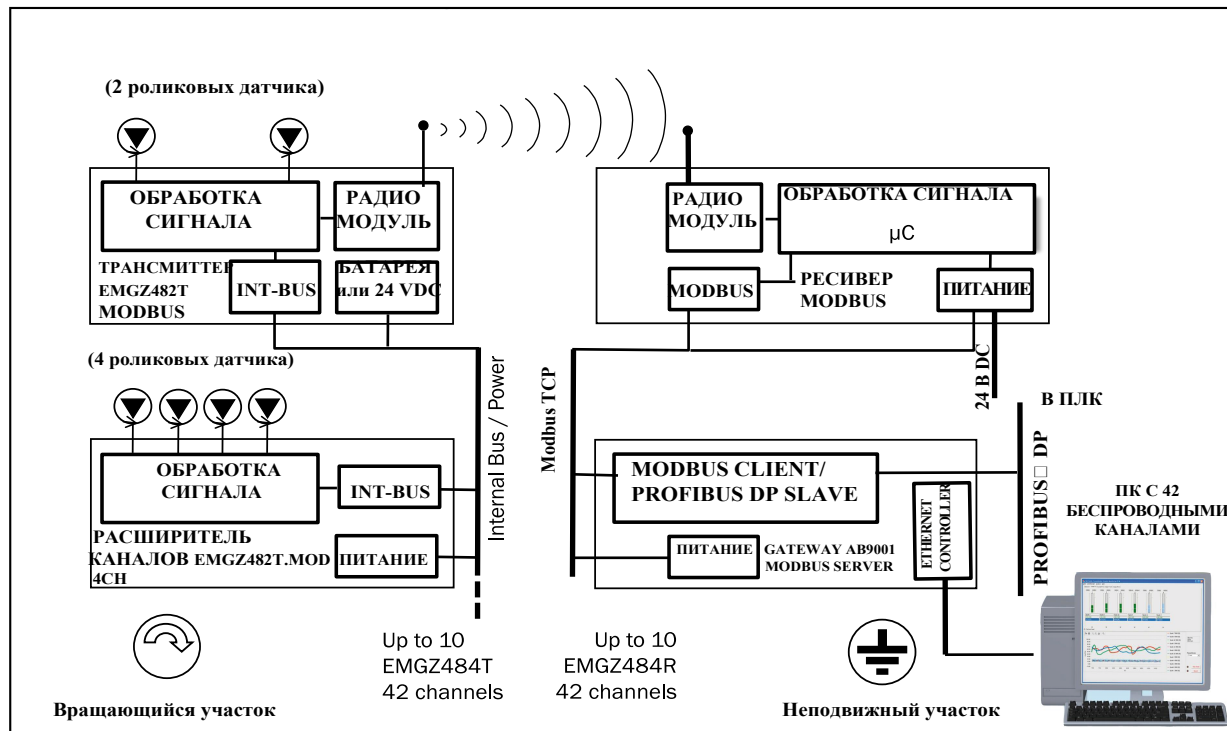 (2 роликовых датчика)
ОБРАБОТКА
СИГНАЛА
РАДИО
МОДУЛЬ
ТРАНСМИТТЕР
EMGZ482T
MODBUS
INT-BUS
БАТАРЕЯ
или 24 VDC
РАДИО
МОДУЛЬ
ОБРАБОТКА СИГНАЛА
µC
MODBUS
РЕСИВЕР
MODBUS
ПИТАНИЕ
(4 роликовых датчика)
Internal Bus / Power
Modbus TCP
24 В DC
В ПЛК
ОБРАБОТКА
СИГНАЛА
INT-BUS
РАСШИРИТЕЛЬ
КАНАЛОВ EMGZ482T.MOD
4CH
ПИТАНИЕ
MODBUS CLIENT/
PROFIBUS DP SLAVE
ПИТАНИЕ
GATEWAY AB9001
MODBUS SERVER
ETHERNET
CONTROLLER
PROFIBUS□ DP
ПК С 42
БЕСПРОВОДНЫМИ
КАНАЛАМИ
Up to 10
EMGZ484T
42 channels
Up to 10
EMGZ484R
42 channels
Вращающийся участок
Неподвижный участок